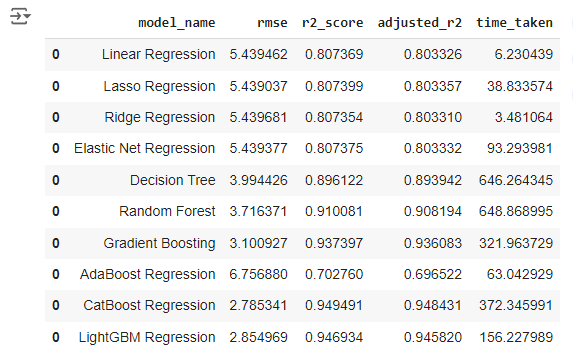 model_name rmse r2_score adjusted_r2 time_taken
0 Linear Regression 5.439462 0.807369 0.803326 6.230439
0 Lasso Regression 5.439037 0.807399 0.803357 38.833574
0 Ridge Regression 5.439681 0.807354 0.803310 3.481064
0 Elastic Net Regression 5.439377 0.807375 0.803332 93.293981
0 Decision Tree 3.994426 0.896122 0.893942 646.264345
0 Random Forest 3.716371 0.910081 0.908194 648.868995
0 Gradient Boosting 3.100927 0.937397 0.936083 321.963729
0 AdaBoost Regression 6.756880 0.702760 0.696522 63.042929
0 CatBoost Regression 2.785341 0.949491 0.948431 372.345991
0 LightGBM Regression 2.854969 0.946934 0.945820 156.227989